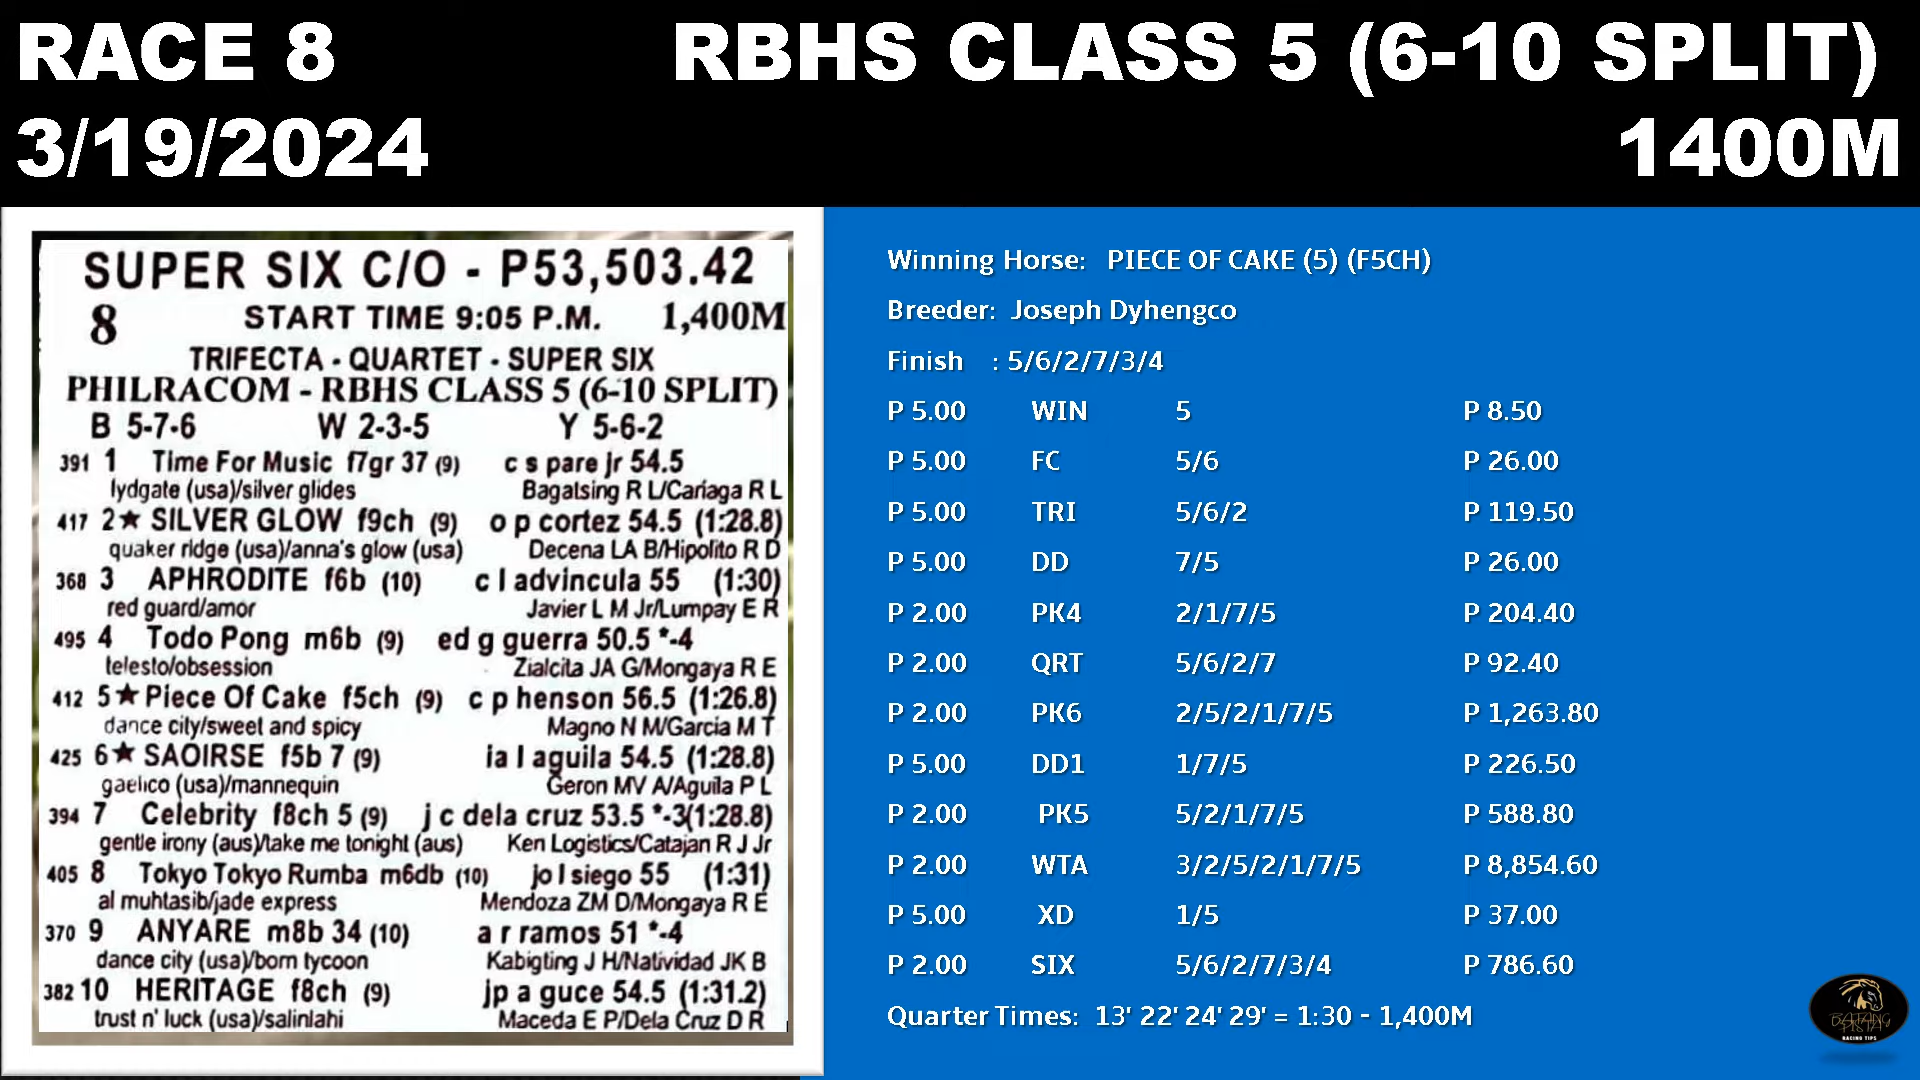 RACE 8 RBHS CLASS 5 (6-10 SPLIT)
3/19/2024 1400M
SUPER SIX C/O - P53,503.42
8 START TIME 9:05 P.M. 1,400M
TRIFECTA - QUARTET - SUPER SIX
PHILRACOM - RBHS CLASS 5 (6-10 SPLIT)
B 5-7-6 W 2-3-5 Y 5-6-2
391 1 Time For Music f7gr 37 (9) c s pare jr 54.5
lydgate (usa)/silver glides Bagatsing R L/Cariaga R L
417 2★ SILVER GLOW f9ch (9) o p cortez 54.5 (1:28.8)
quaker ridge (usa)/anna's glow (usa) Decena LA B/Hipolito R D
368 3 APHRODITE f6b (10) c l advincula 55 (1:30)
red guard/amor Javier L M Jr/Lumpay E R
495 4 Todo Pong m6b (9) ed g guerra 50.5 *-4
telesto/obsession Zialcita JA G/Mongaya R E
412 5★ Piece Of Cake f5ch (9) c p henson 56.5 (1:26.8)
dance city/sweet and spicy Magno N M/Garcia M T
425 6★ SAOIRSE f5b 7 (9) ia l aguila 54.5 (1:28.8)
gaelico (usa)/mannequin Geron MV A/Aguila P L
394 7 Celebrity f8ch 5 (9) j c dela cruz 53.5 *-3(1:28.8)
gentle irony (aus)/take me tonight (aus) Ken Logistics/Catajan R J Jr
405 8 Tokyo Tokyo Rumba m6db (10) jo l siego 55 (1:31)
al muhtasib/jade express Mendoza ZM D/Mongaya R E
370 9 ANYARE m8b 34 (10) a r ramos 51 *-4
dance city (usa)/born tycoon Kabigting J H/Natividad JK B
382 10 HERITAGE f8ch (9) jp a guce 54.5 (1:31.2)
trust n' luck (usa)/salinlahi Maceda E P/Dela Cruz D R
Winning Horse: PIECE OF CAKE (5) (F5CH)
Breeder: Joseph Dyhengco
Finish : 5/6/2/7/3/4
P 5.00 WIN 5 P 8.50
P 5.00 FC 5/6 P 26.00
P 5.00 TRI 5/6/2 P 119.50
P 5.00 DD 7/5 P 26.00
P 2.00 PK4 2/1/7/5 P 204.40
P 2.00 QRT 5/6/2/7 P 92.40
P 2.00 PK6 2/5/2/1/7/5 P 1,263.80
P 5.00 DD1 1/7/5 P 226.50
P 2.00 PK5 5/2/1/7/5 P 588.80
P 2.00 WTA 3/2/5/2/1/7/5 P 8,854.60
P 5.00 XD 1/5 P 37.00
P 2.00 SIX 5/6/2/7/3/4 P 786.60
Quarter Times: 13' 22' 24' 29' = 1:30 - 1,400M
BATANG
PISTA
RACING TIPS